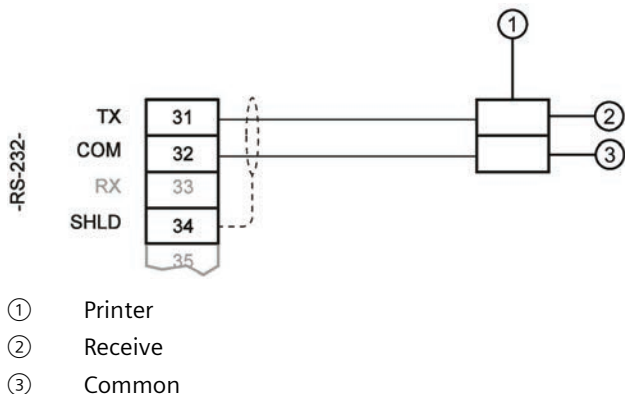 ①
TX 31 ②
COM 32 ③
RX 33
SHLD 34
35
-RS-232-
① Printer
② Receive
③ Common